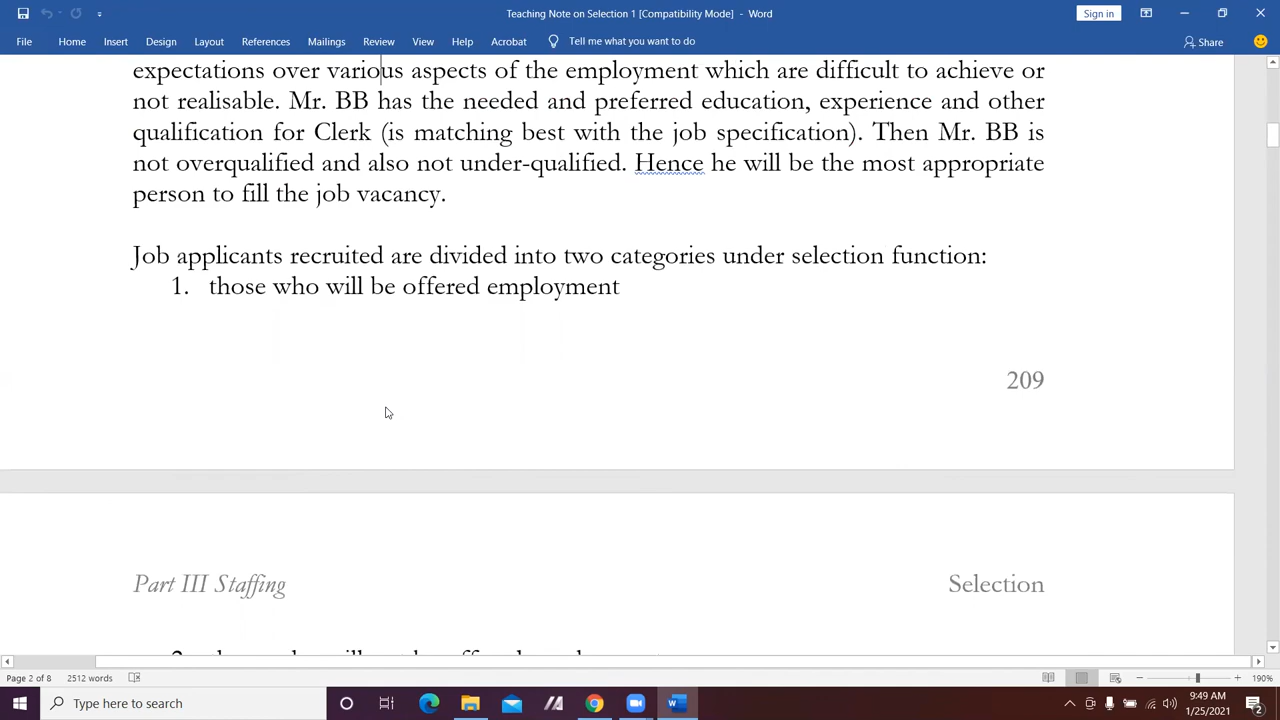 Teaching Note on Selection 1 [Compatibility Mode] - Word
Sign in
File Home Insert Design Layout References Mailings Review View Help Acrobat Tell me what you want to do Share
expectations over various aspects of the employment which are difficult to achieve or
not realisable. Mr. BB has the needed and preferred education, experience and other
qualification for Clerk (is matching best with the job specification). Then Mr. BB is
not overqualified and also not under-qualified. Hence he will be the most appropriate
person to fill the job vacancy.
Job applicants recruited are divided into two categories under selection function:
1. those who will be offered employment
209
Part III Staffing Selection
Page 2 of 8 2512 words 190%
Type here to search
9:49 AM
1/25/2021
2